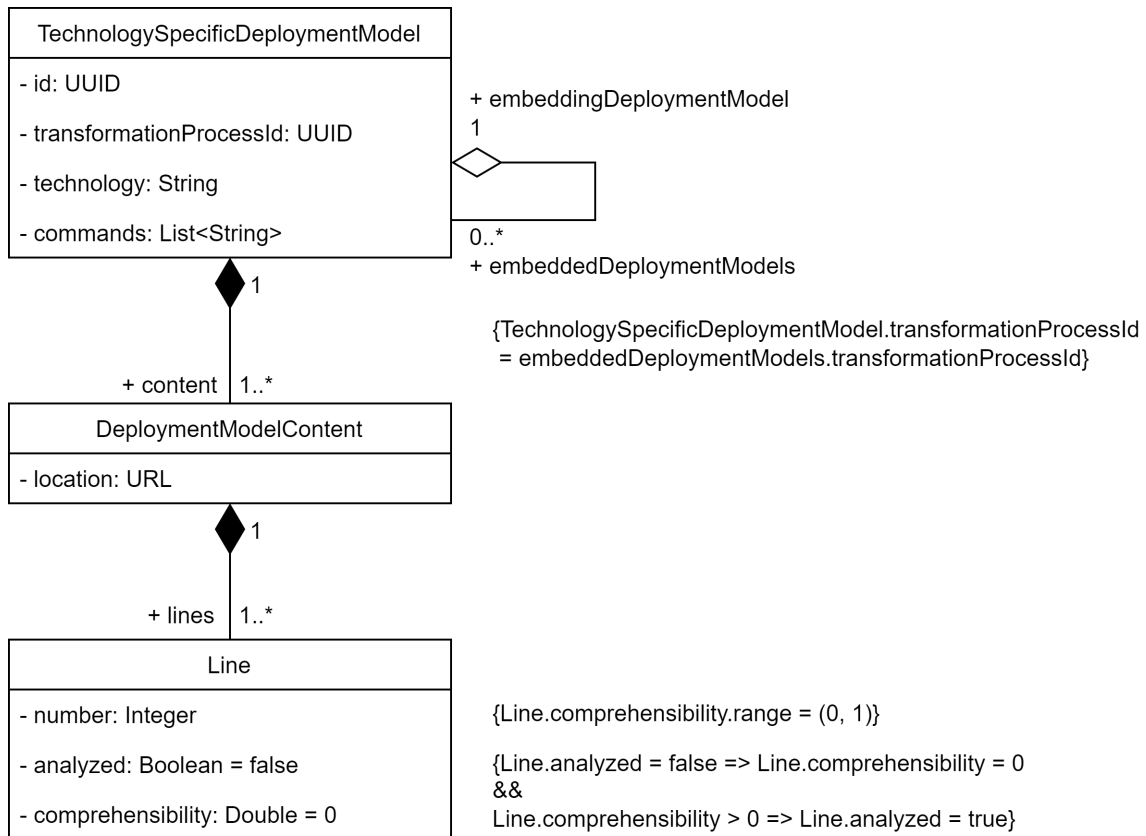 TechnologySpecificDeploymentModel
- id: UUID
- transformationProcessId: UUID
- technology: String
- commands: List<String>
+ embeddingDeploymentModel
1
0..*
+ embeddedDeploymentModels
1
{TechnologySpecificDeploymentModel.transformationProcessId
= embeddedDeploymentModels.transformationProcessId}
+ content
1..*
DeploymentModelContent
- location: URL
1
+ lines
1..*
Line
- number: Integer
- analyzed: Boolean = false
- comprehensibility: Double = 0
{Line.comprehensibility.range = (0, 1)}
{Line.analyzed = false => Line.comprehensibility = 0
&&
Line.comprehensibility > 0 => Line.analyzed = true}